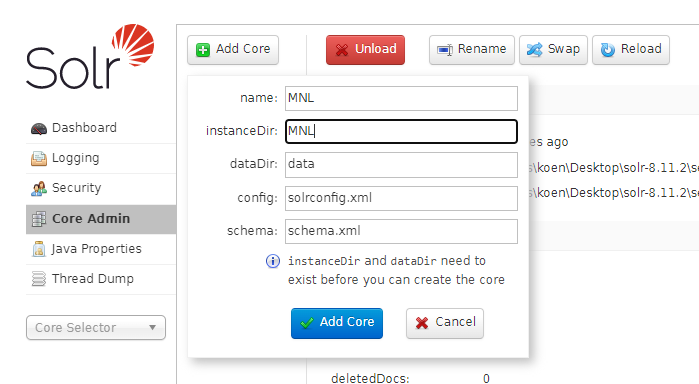 Solr
Add Core
Unload
Rename
Swap
Reload
Dashboard
Logging
Security
Core Admin
Java Properties
Thread Dump
Core Selector
name: MNL
instanceDir: MNL
dataDir: data
config: solrconfig.xml
schema: schema.xml
instanceDir and dataDir need to
exist before you can create the core
Add Core
Cancel
ago
\koen\Desktop\solr-8.11.2\s
\koen\Desktop\solr-8.11.2\s
deletedDocs: 0